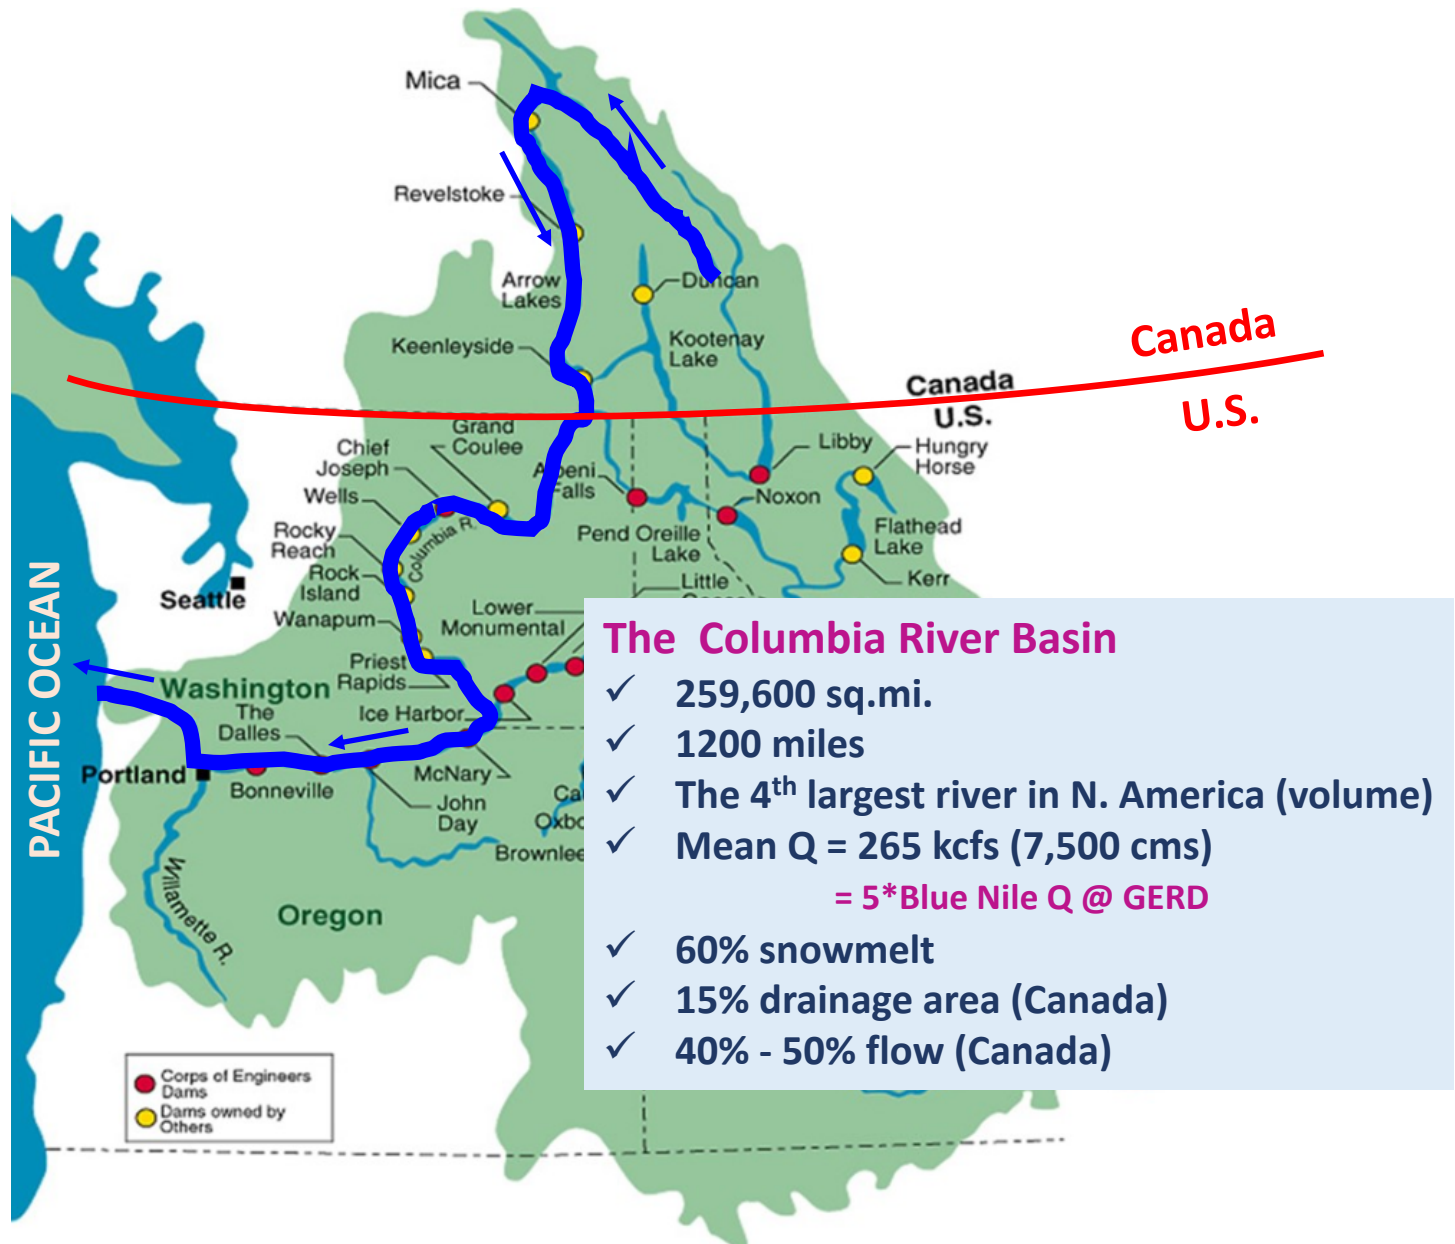 Mica
Revelstoke
Arrow
Lakes
Duncan
Keenleyside
Kootenay
Lake
Canada
U.S.
Canada
U.S.
Grand
Coulee
Chief
Joseph
Wells
Albeni
Falls
Libby
Hungry
Horse
Noxon
Rocky
Reach
Columbia R.
Pend Oreille
Lake
Flathead
Lake
Rock
Island
Kerr
Little
Seattle
Wanapum
Lower
Monumental
Priest
Rapids
Washington
Ice Harbor
The
Dalles
PACIFIC OCEAN
Portland
Bonneville
McNary
John
Day
Ca
Oxbo
Brownlee
Willamette R.
Oregon
The Columbia River Basin
✓ 259,600 sq.mi.
✓ 1200 miles
✓ The 4th largest river in N. America (volume)
✓ Mean Q = 265 kcfs (7,500 cms)
= 5*Blue Nile Q @ GERD
✓ 60% snowmelt
✓ 15% drainage area (Canada)
✓ 40% - 50% flow (Canada)
Corps of Engineers
Dams
Dams owned by
Others